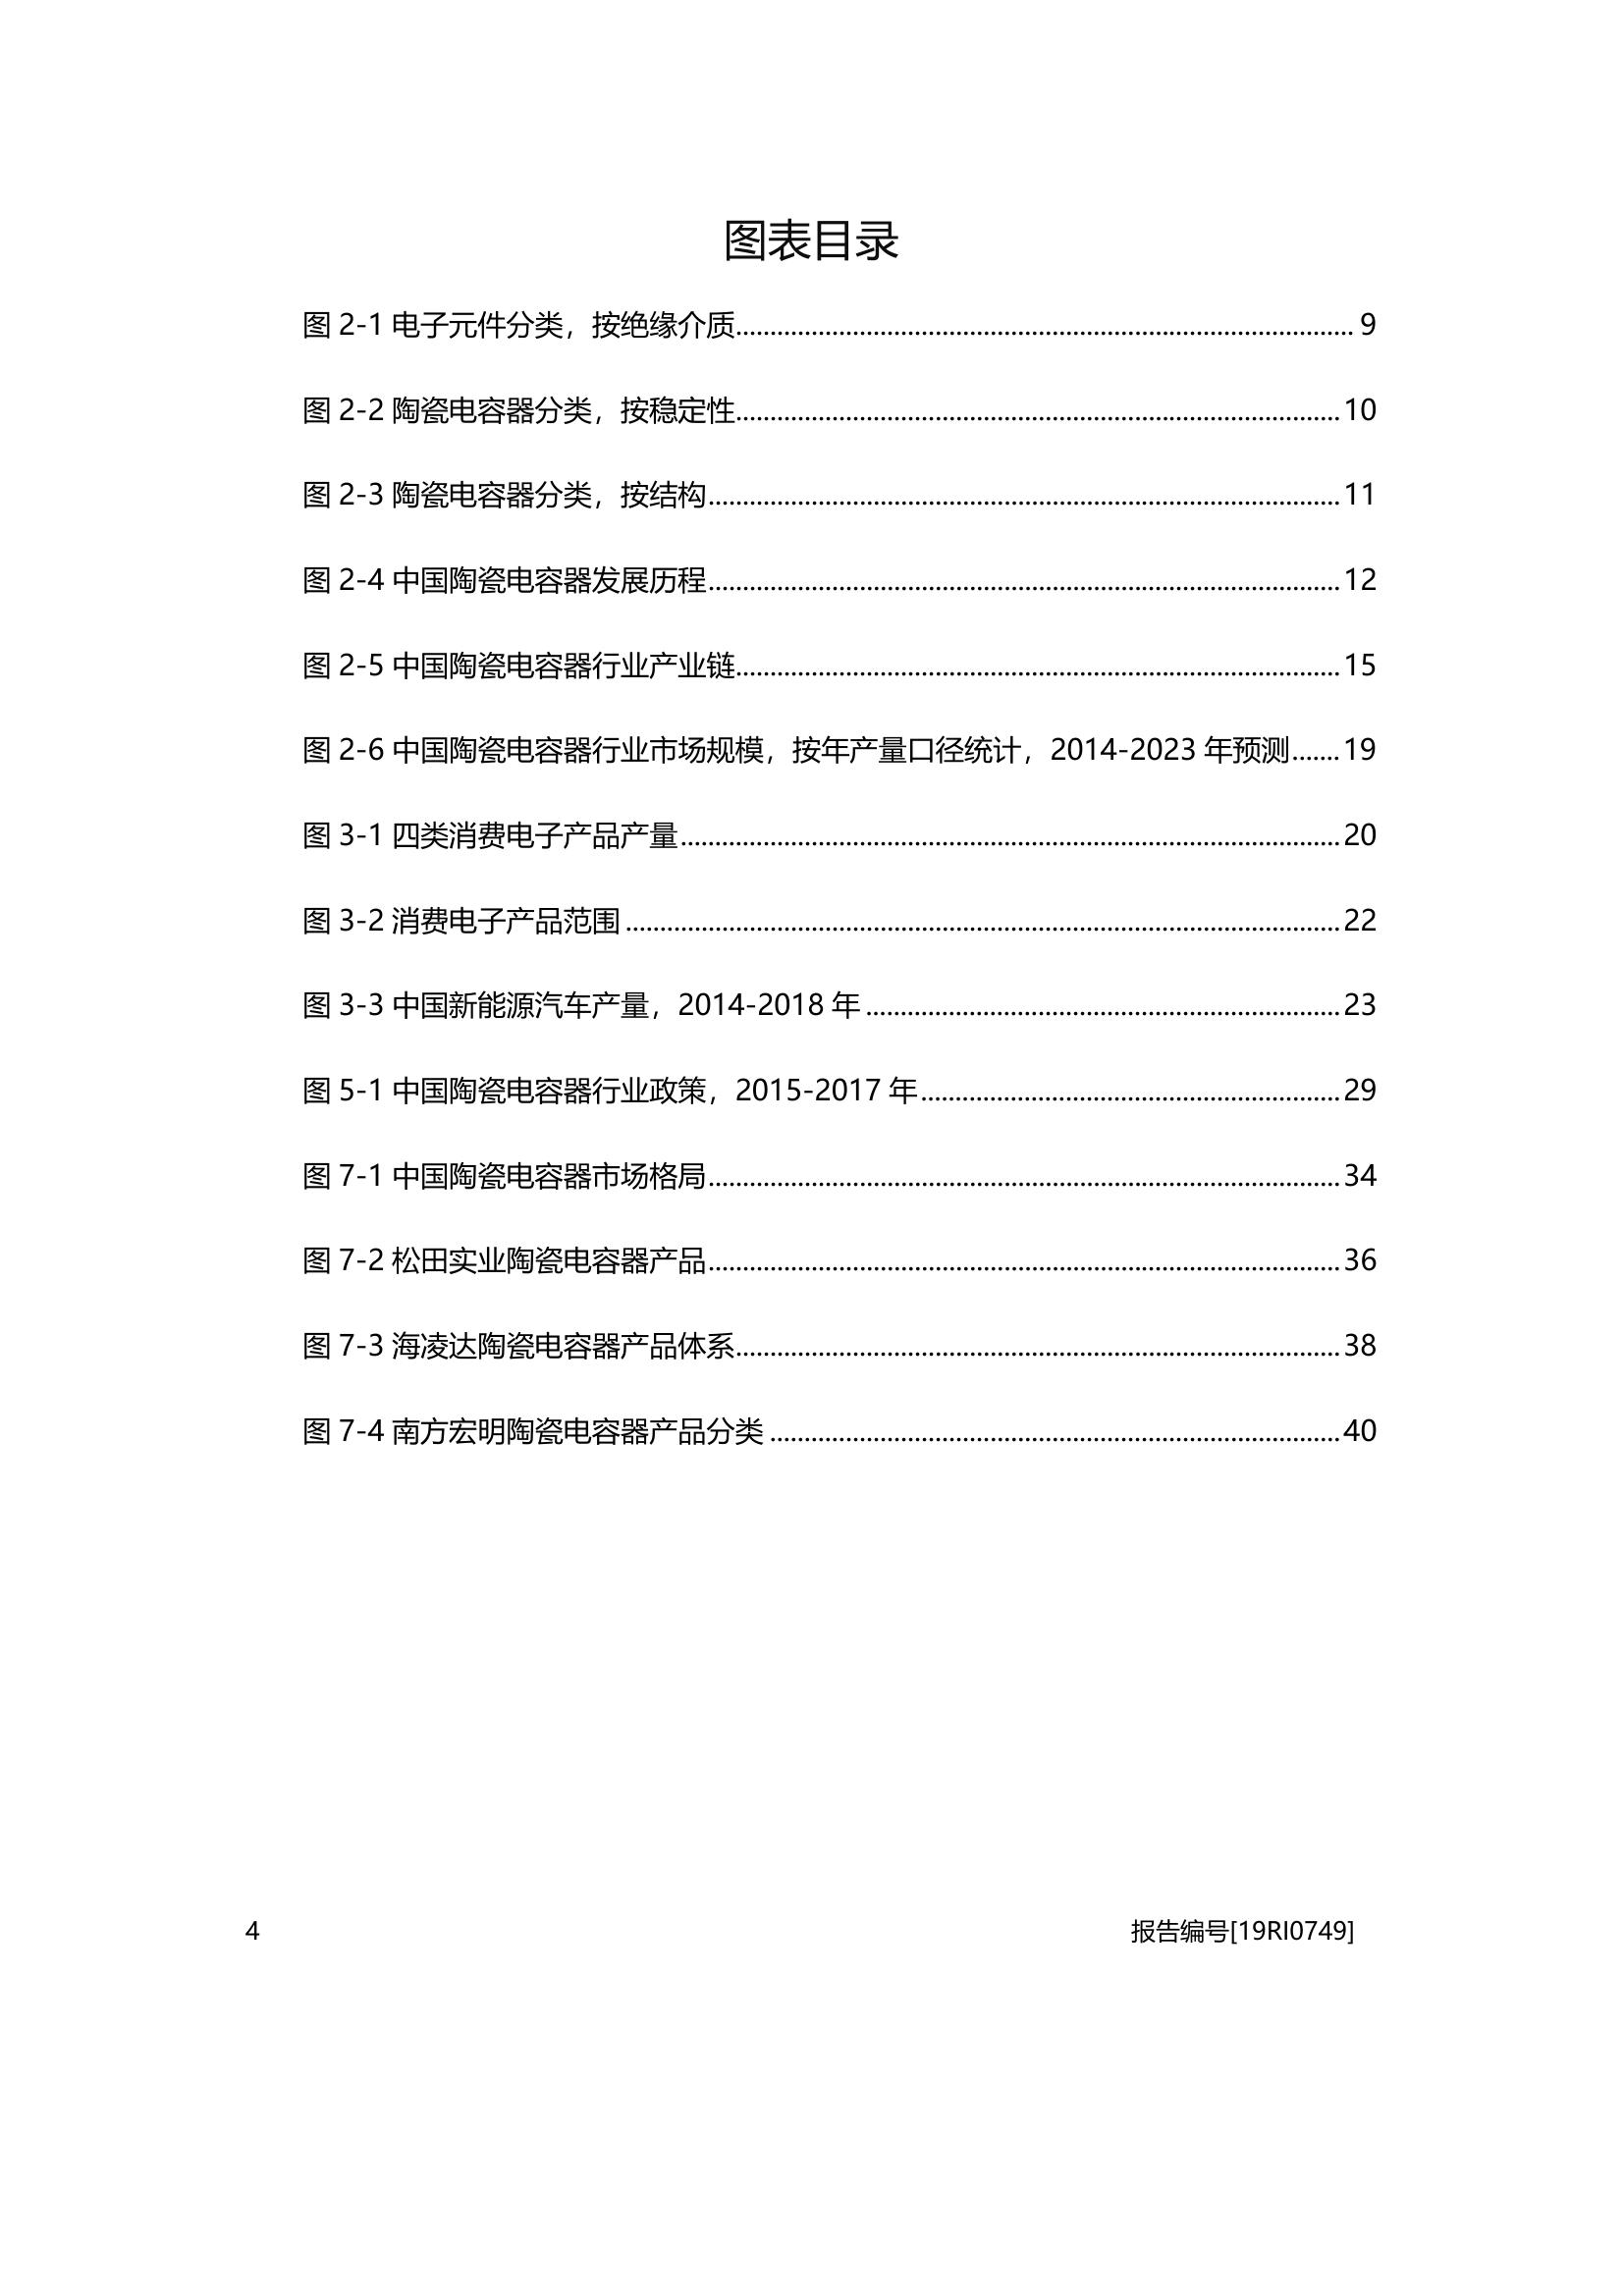 图表目录
图 2-1 电子元件分类，按绝缘介质........................................................................................... 9
图 2-2 陶瓷电容器分类，按稳定性......................................................................................... 10
图 2-3 陶瓷电容器分类，按结构............................................................................................. 11
图 2-4 中国陶瓷电容器发展历程............................................................................................. 12
图 2-5 中国陶瓷电容器行业产业链......................................................................................... 15
图 2-6 中国陶瓷电容器行业市场规模，按年产量口径统计，2014-2023 年预测....... 19
图 3-1 四类消费电子产品产量................................................................................................. 20
图 3-2 消费电子产品范围 ......................................................................................................... 22
图 3-3 中国新能源汽车产量，2014-2018 年 ..................................................................... 23
图 5-1 中国陶瓷电容器行业政策，2015-2017 年............................................................. 29
图 7-1 中国陶瓷电容器市场格局............................................................................................. 34
图 7-2 松田实业陶瓷电容器产品............................................................................................. 36
图 7-3 海凌达陶瓷电容器产品体系......................................................................................... 38
图 7-4 南方宏明陶瓷电容器产品分类 ................................................................................... 40
4 报告编号[19RI0749]